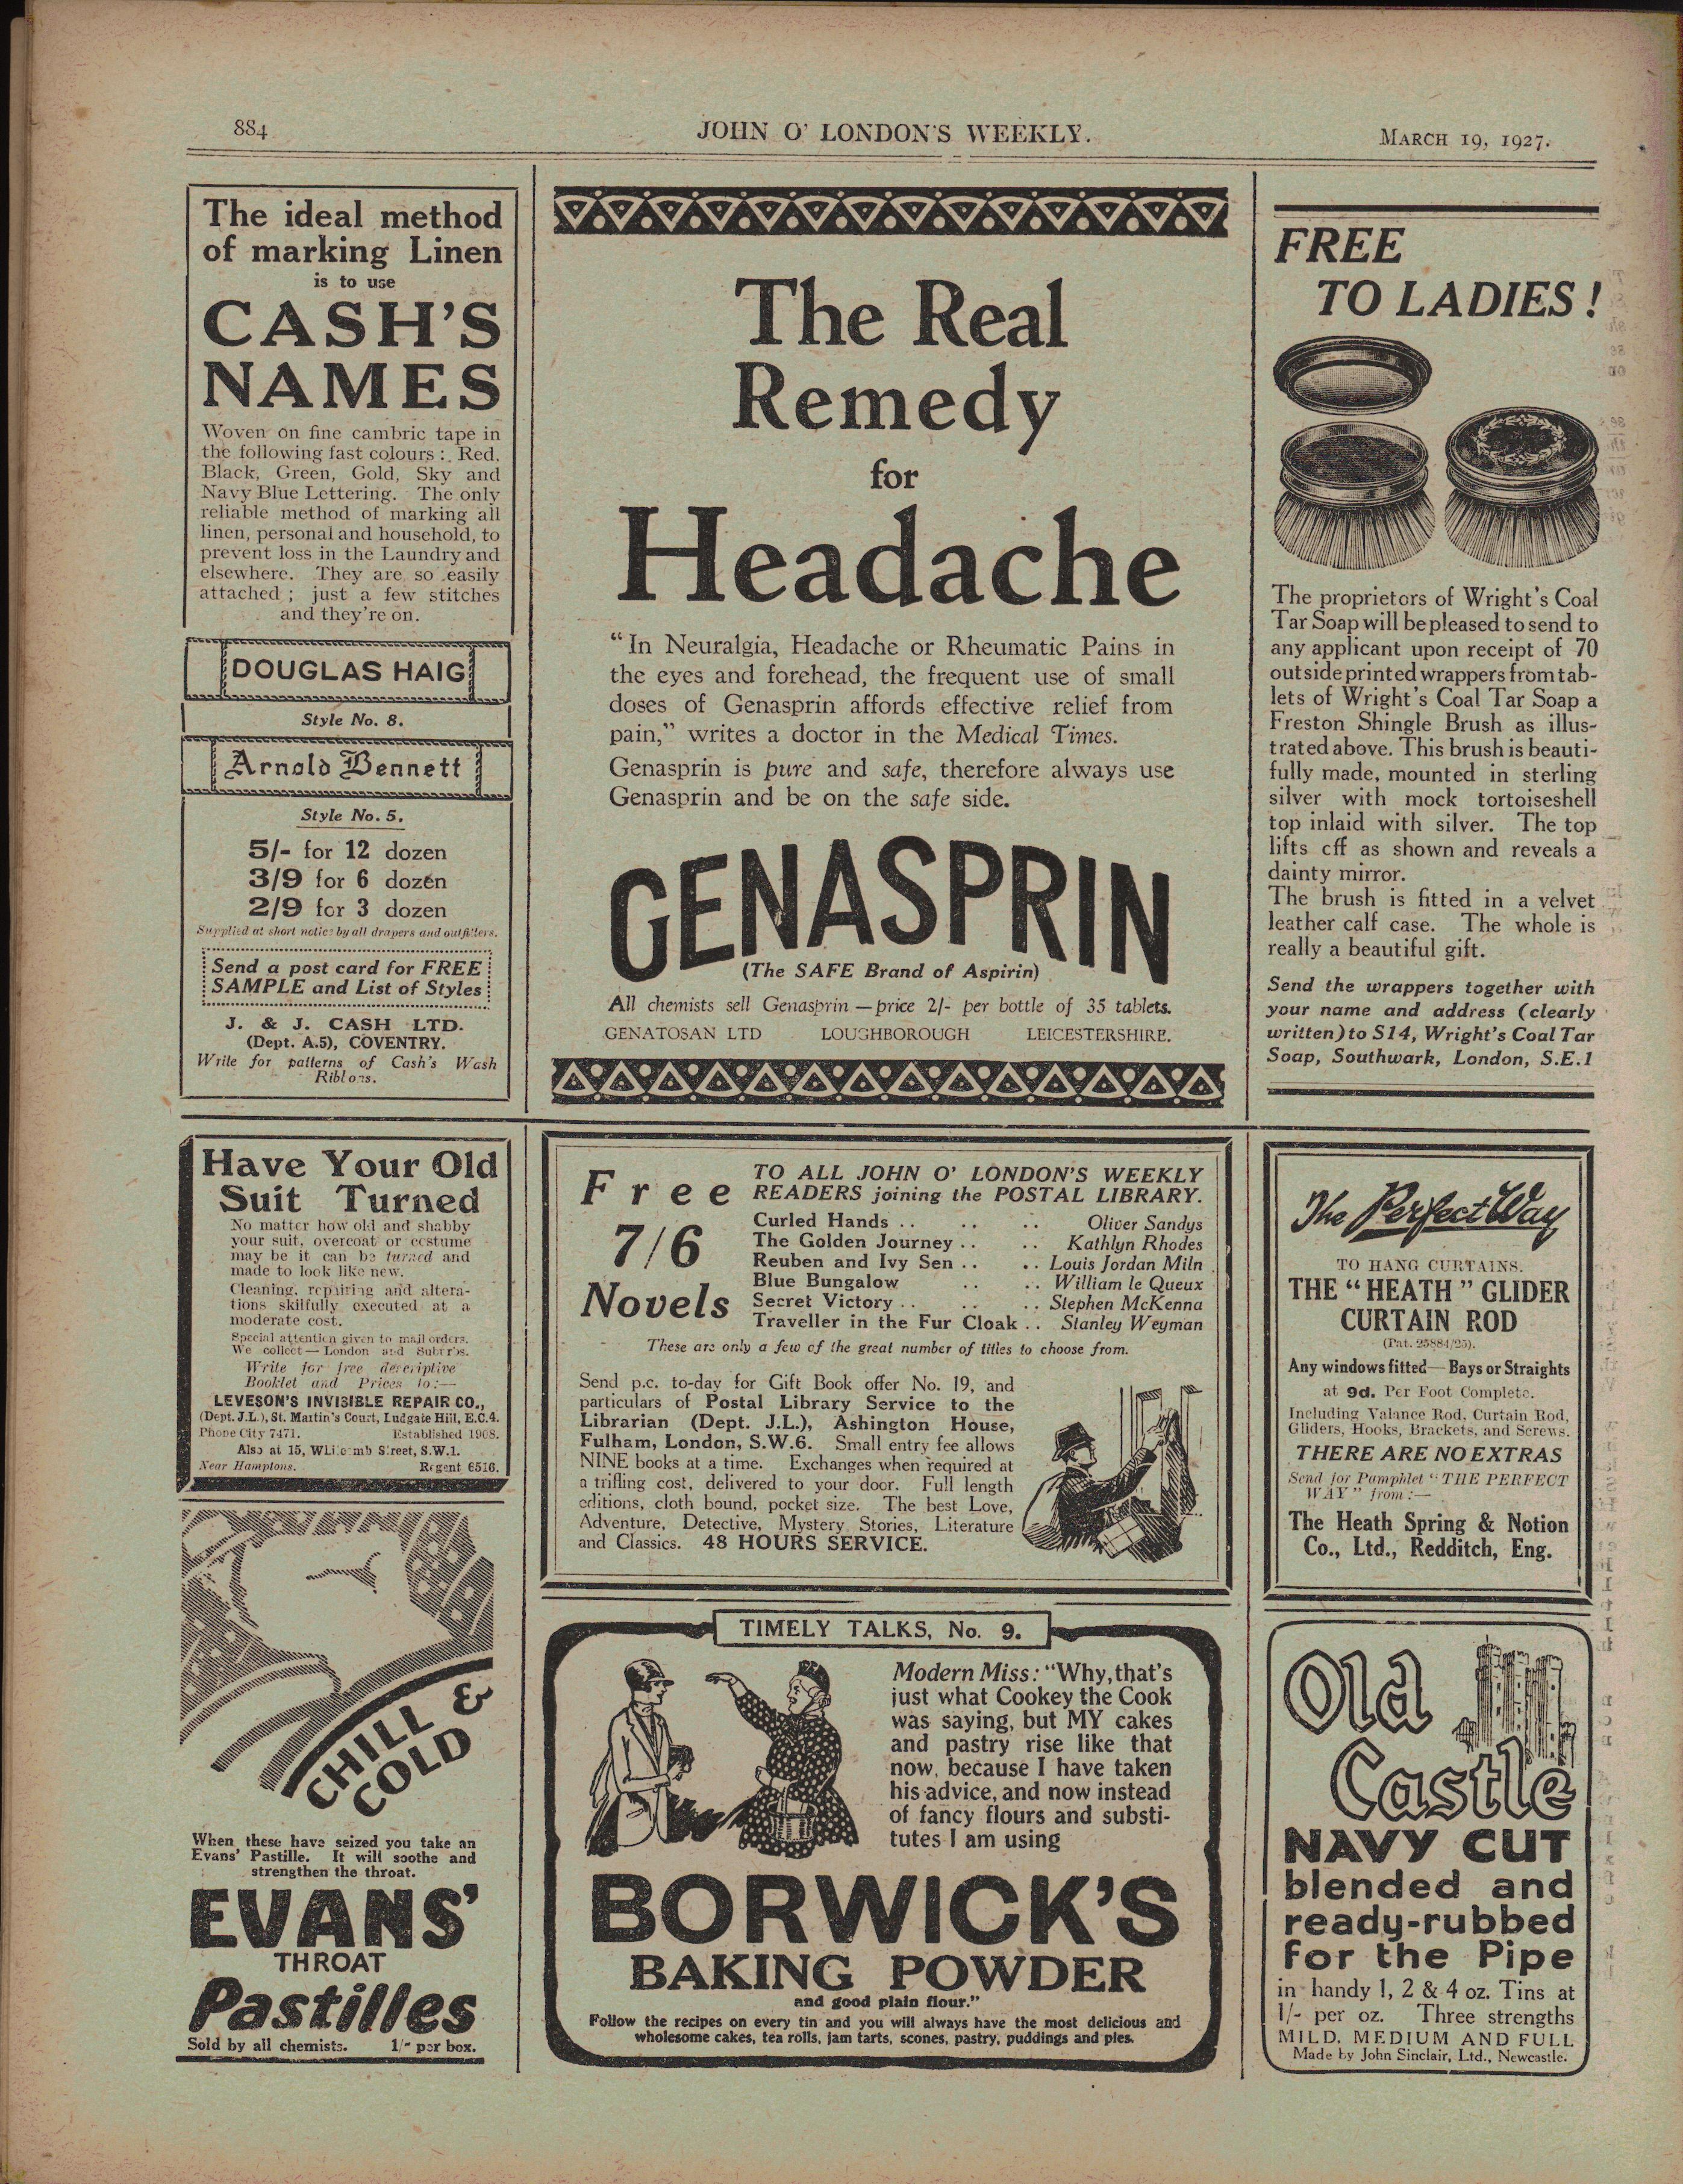 884
JOHN O' LONDON'S WEEKLY.
MARCH 19, 1927.
The ideal method
of marking Linen
is to use
CASH'S
NAMES
Woven on fine cambric tape in
the following fast colours : Red,
Black, Green, Gold, Sky and
Navy Blue Lettering. The only
reliable method of marking all
linen, personal and household, to
prevent loss in the Laundry and
elsewhere. They are so easily
attached ; just a few stitches
and they're on.
DOUGLAS HAIG
Style No. 8.
Arnold Bennett
Style No. 5.
5/- for 12 dozen
3/9 for 6 dozen
2/9 for 3 dozen
Supplied at short notice by all drapers and outfitters.
Send a post card for FREE
SAMPLE and List of Styles
J. & J. CASH LTD.
(Dept. A.5), COVENTRY.
Write for patterns of Cash's Wash
Ribbons.
The Real
Remedy
for
Headache
"In Neuralgia, Headache or Rheumatic Pains in
the eyes and forehead, the frequent use of small
doses of Genasprin affords effective relief from
pain," writes a doctor in the Medical Times.
Genasprin is pure and safe, therefore always use
Genasprin and be on the safe side.
GENASPRIN
(The SAFE Brand of Aspirin)
All chemists sell Genasprin — price 2/- per bottle of 35 tablets.
GENATOSAN LTD LOUGHBOROUGH LEICESTERSHIRE.
FREE
TO LADIES !
The proprietors of Wright's Coal
Tar Soap will be pleased to send to
any applicant upon receipt of 70
outside printed wrappers from tab-
lets of Wright's Coal Tar Soap a
Freston Shingle Brush as illus-
trated above. This brush is beauti-
fully made, mounted in sterling
silver with mock tortoiseshell
top inlaid with silver. The top
lifts off as shown and reveals a
dainty mirror.
The brush is fitted in a velvet
leather calf case. The whole is
really a beautiful gift.
Send the wrappers together with
your name and address (clearly
written) to S14, Wright's Coal Tar
Soap, Southwark, London, S.E.1
Have Your Old
Suit Turned
No matter how old and shabby
your suit, overcoat or costume
may be it can be turned and
made to look like new.
Cleaning, repairing and altera-
tions skilfully executed at a
moderate cost.
Special attention given to mail orders.
We collect — London and Suburbs.
Write for free descriptive
Booklet and Prices to:—
LEVESON'S INVISIBLE REPAIR CO.,
(Dept. J.L.), St. Martin's Court, Ludgate Hill, E.C.4.
Phone City 7471. Established 1908.
Also at 15, Whitcomb Street, S.W.1.
Near Hamptons. Regent 6516.
CHILL &
COLD
When these have seized you take an
Evans' Pastille. It will soothe and
strengthen the throat.
EVANS'
THROAT
Pastilles
Sold by all chemists. 1/- per box.
Free
7/6
Novels
TO ALL JOHN O' LONDON'S WEEKLY
READERS joining the POSTAL LIBRARY.
Curled Hands .. .. .. Oliver Sandys
The Golden Journey .. .. Kathlyn Rhodes
Reuben and Ivy Sen .. .. Louis Jordan Miln
Blue Bungalow .. .. William le Queux
Secret Victory .. .. .. Stephen McKenna
Traveller in the Fur Cloak .. Stanley Weyman
These are only a few of the great number of titles to choose from.
Send p.c. to-day for Gift Book offer No. 19, and
particulars of Postal Library Service to the
Librarian (Dept. J.L.), Ashington House,
Fulham, London, S.W.6. Small entry fee allows
NINE books at a time. Exchanges when required at
a trifling cost, delivered to your door. Full length
editions, cloth bound, pocket size. The best Love,
Adventure, Detective, Mystery Stories, Literature
and Classics. 48 HOURS SERVICE.
TIMELY TALKS, No. 9.
Modern Miss: "Why, that's
just what Cookey the Cook
was saying, but MY cakes
and pastry rise like that
now, because I have taken
his advice, and now instead
of fancy flours and substi-
tutes I am using
BORWICK'S
BAKING POWDER
and good plain flour."
Follow the recipes on every tin and you will always have the most delicious and
wholesome cakes, tea rolls, jam tarts, scones, pastry, puddings and pies.
The Perfect Way
TO HANG CURTAINS.
THE "HEATH" GLIDER
CURTAIN ROD
(Pat. 25884/25).
Any windows fitted — Bays or Straights
at 9d. Per Foot Complete.
Including Valance Rod, Curtain Rod,
Gliders, Hooks, Brackets, and Screws.
THERE ARE NO EXTRAS
Send for Pamphlet "THE PERFECT
WAY" from :—
The Heath Spring & Notion
Co., Ltd., Redditch, Eng.
Old
Castle
NAVY CUT
blended and
ready-rubbed
for the Pipe
in handy 1, 2 & 4 oz. Tins at
1/- per oz. Three strengths
MILD, MEDIUM AND FULL
Made by John Sinclair, Ltd., Newcastle.